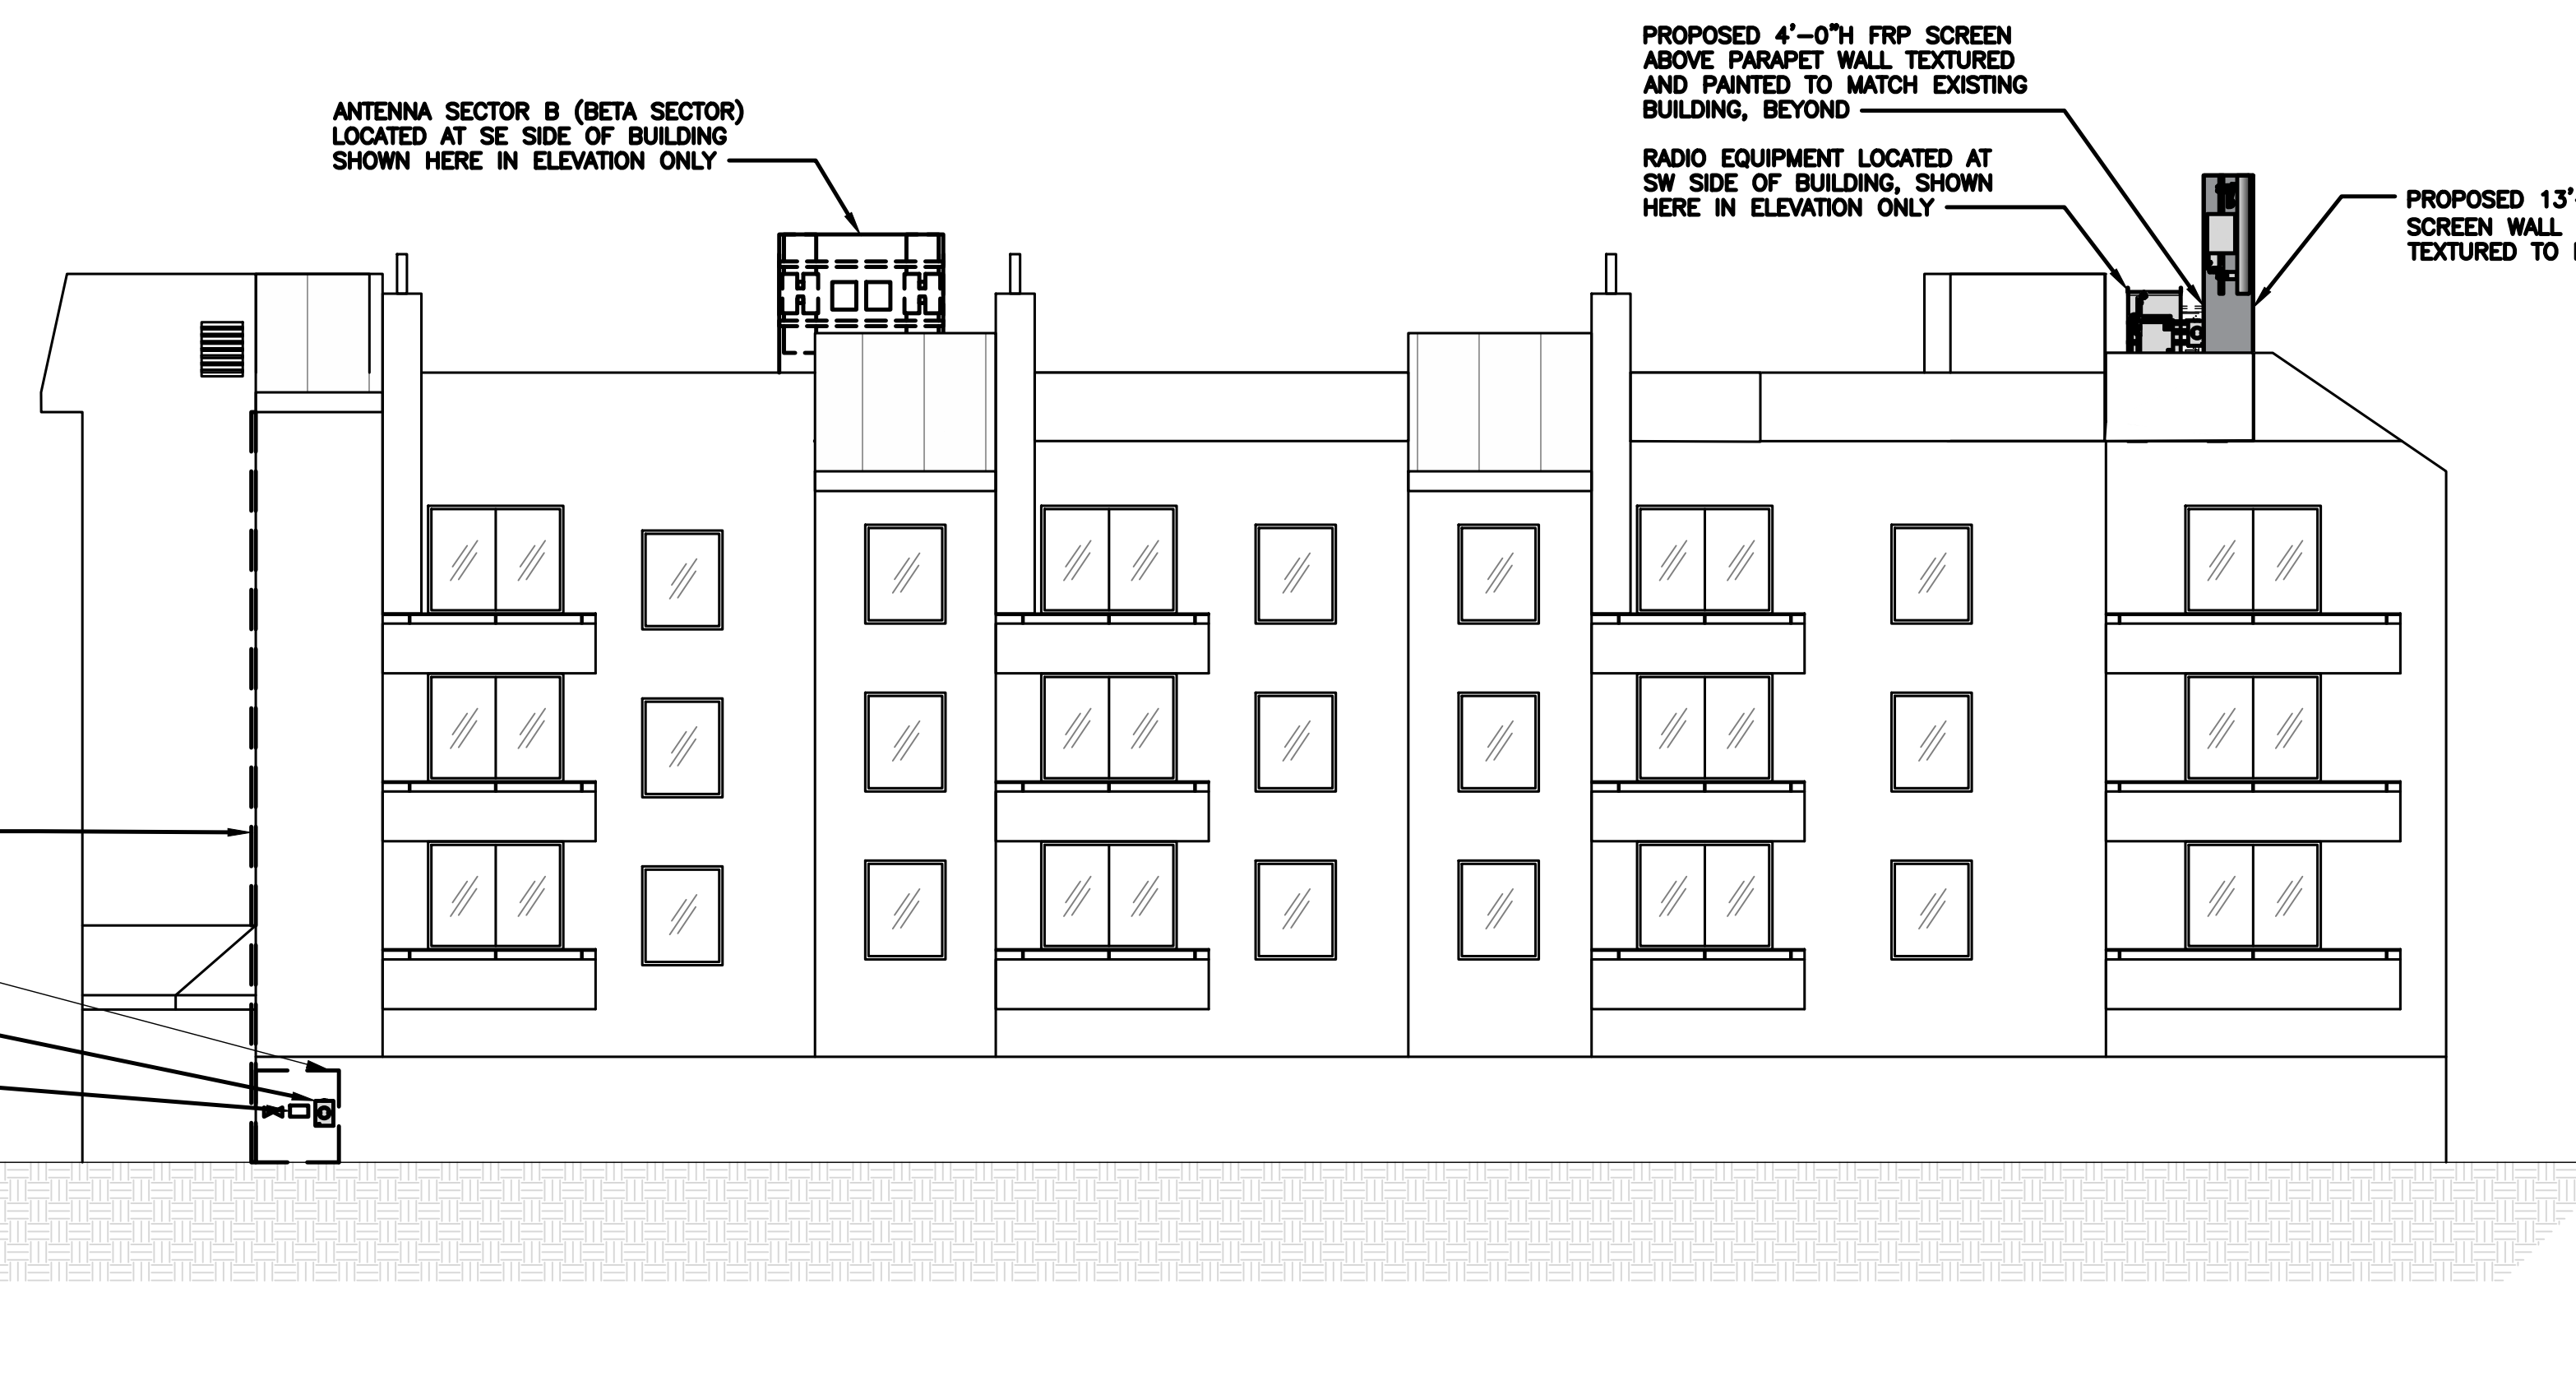 PROPOSED 4'-0"H FRP SCREEN
ABOVE PARAPET WALL TEXTURED
AND PAINTED TO MATCH EXISTING
BUILDING, BEYOND
ANTENNA SECTOR B (BETA SECTOR)
LOCATED AT SE SIDE OF BUILDING
SHOWN HERE IN ELEVATION ONLY
RADIO EQUIPMENT LOCATED AT
SW SIDE OF BUILDING, SHOWN
HERE IN ELEVATION ONLY
PROPOSED 13'
SCREEN WALL
TEXTURED TO